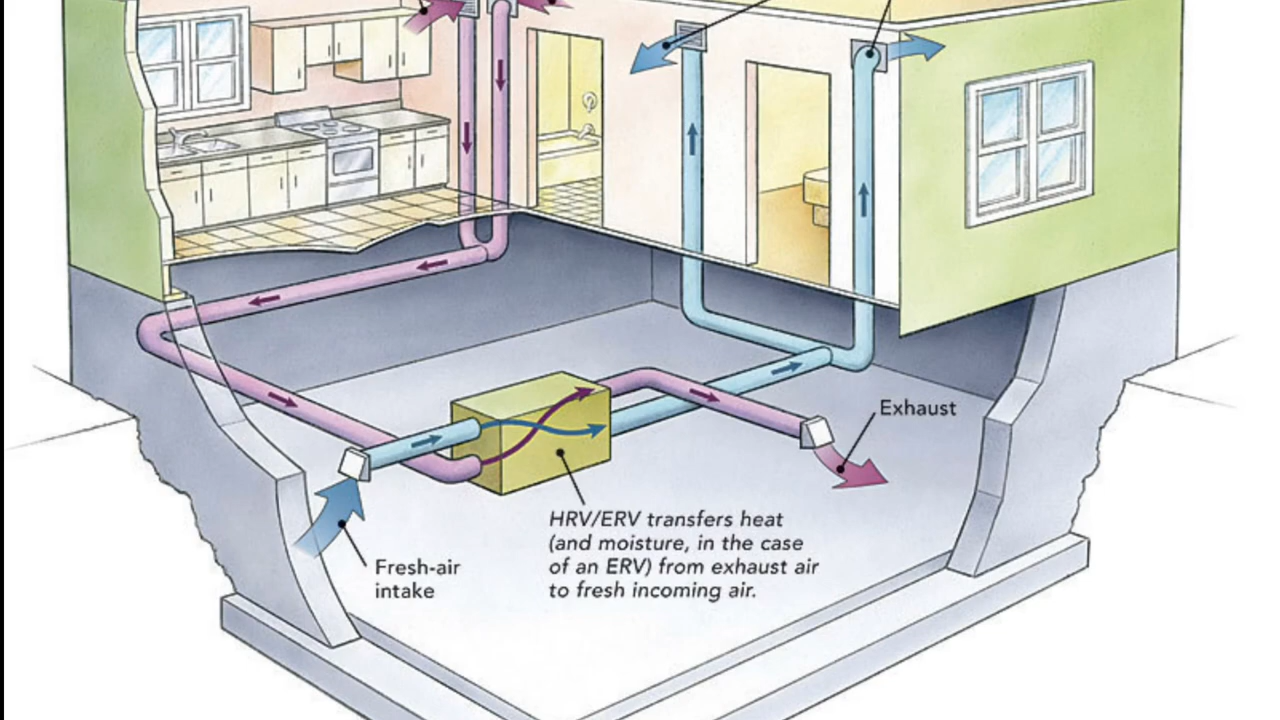 Exhaust
HRV/ERV transfers heat
(and moisture, in the case
of an ERV) from exhaust air
to fresh incoming air.
Fresh-air
intake